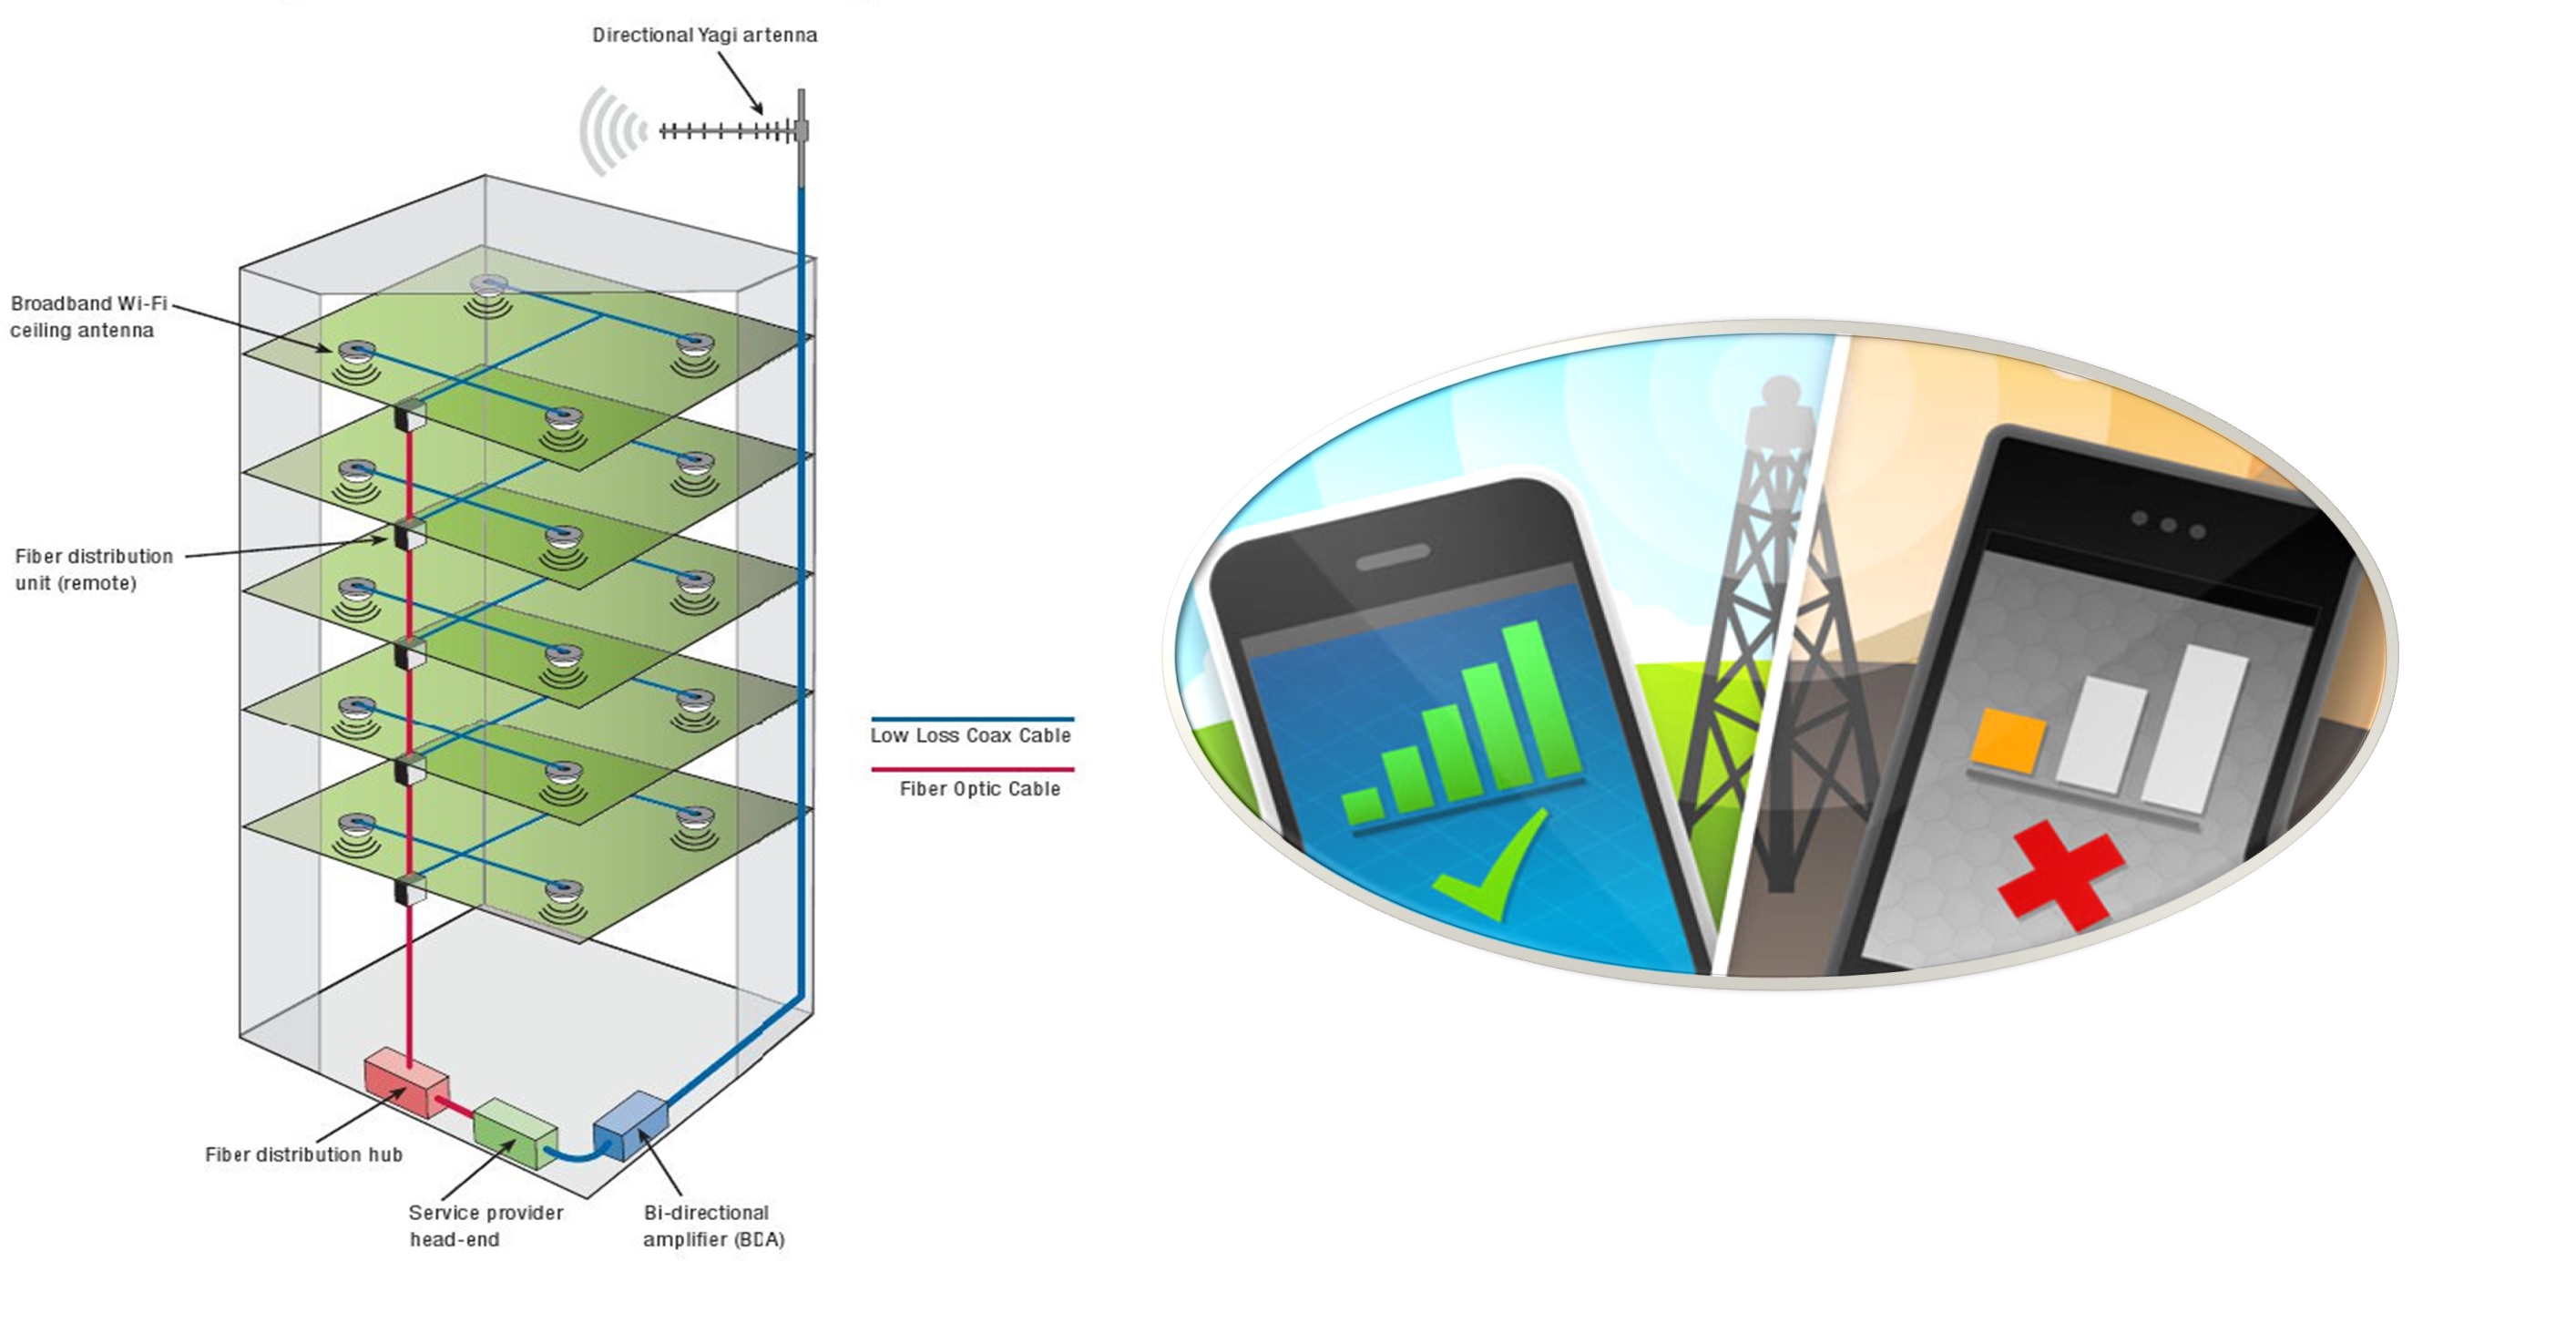 Directional Yagi artenna
Broadband Wi-Fi
ceiling antenna
Fiber distribution
unit (remote)
Low Loss Coax Cable
Fiber Optic Cable
Fiber distribution hub
Service provider
head-end
Bi-directional
amplifier (BDA)